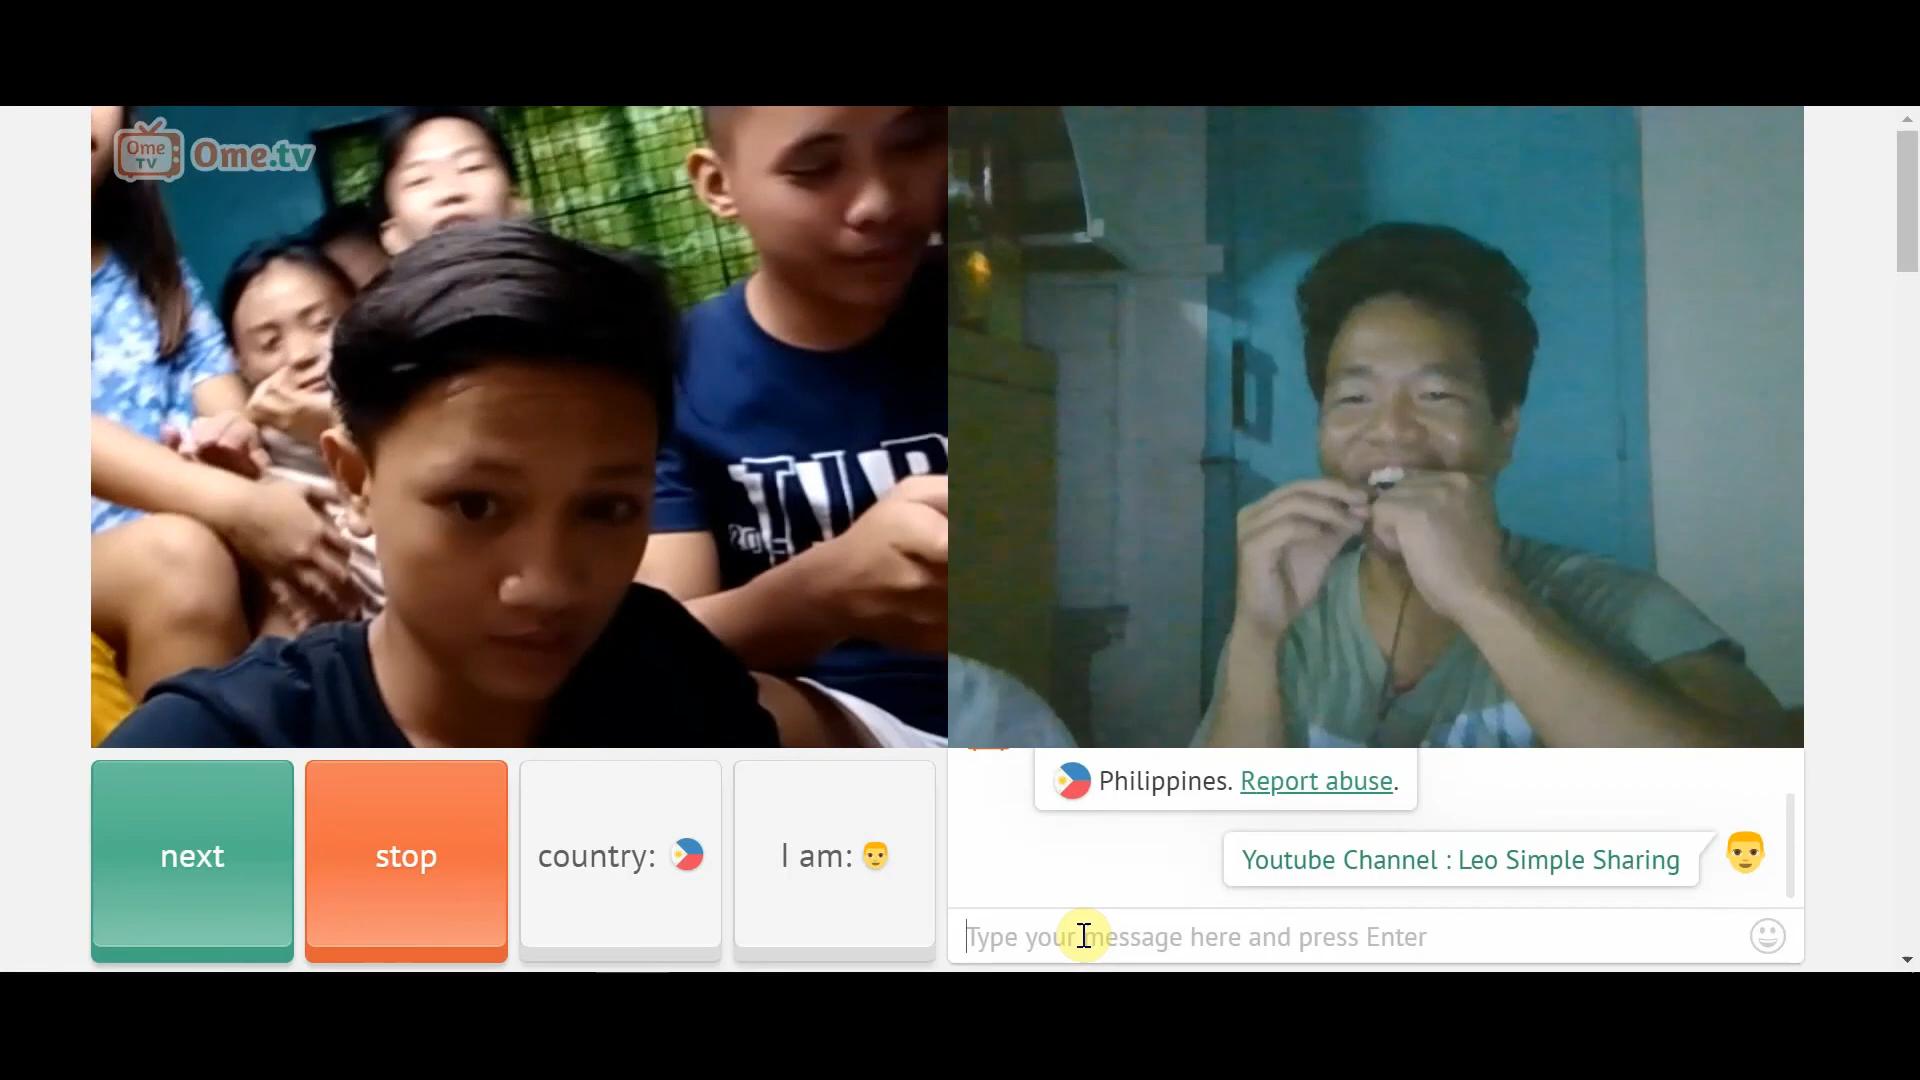 Ome
TV
Ome.tv
Philippines. Report abuse.
Youtube Channel : Leo Simple Sharing
next
stop
country:
I am:
Type your message here and press Enter